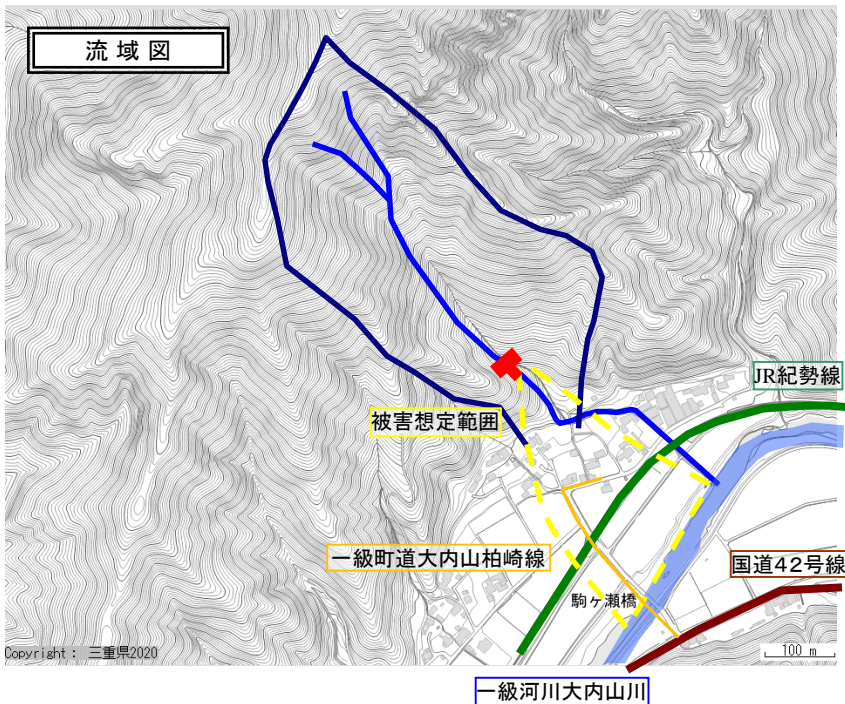 流域図
JR紀勢線
被害想定範囲
一級町道大内山柏崎線
国道42号線
駒ヶ瀬橋
Copyright : 三重県2020
100 m
一級河川大内山川